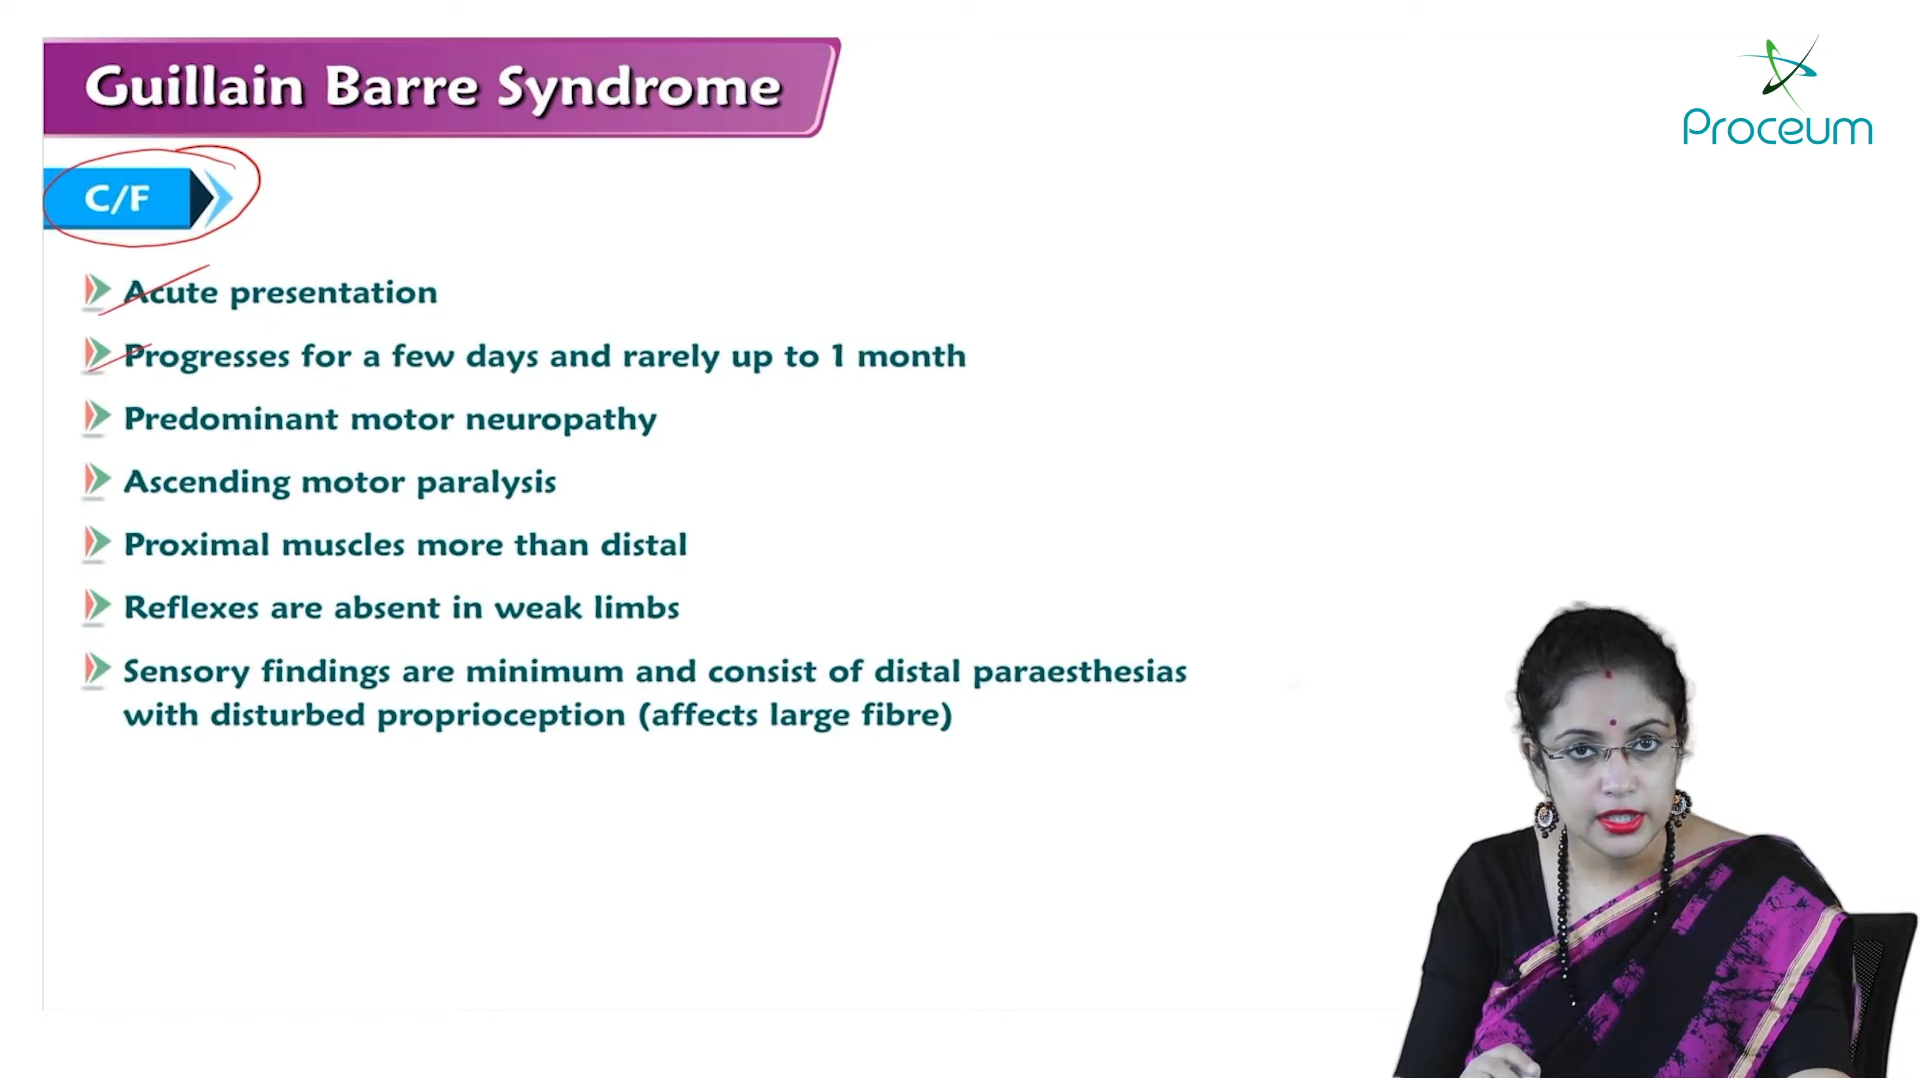 Guillain Barre Syndrome
Proceum
C/F
Acute presentation
Progresses for a few days and rarely up to 1 month
Predominant motor neuropathy
Ascending motor paralysis
Proximal muscles more than distal
Reflexes are absent in weak limbs
Sensory findings are minimum and consist of distal paraesthesias
with disturbed proprioception (affects large fibre)